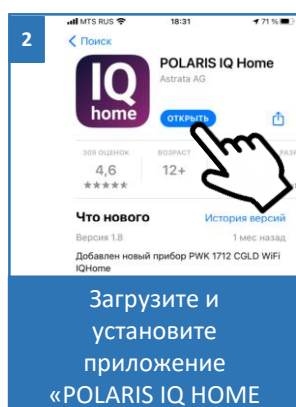 MTS RUS 18:31 71 %
2
Поиск
IQ
home
POLARIS IQ Home
Astrata AG
ОТКРЫТЬ
309 ОЦЕНОК ВОЗРАСТ
4,6 12+
★★★★★
Что нового История версий
Версия 1.8 1 мес назад
Добавлен новый прибор PWK 1712 CGLD WiFi
IQHome
Загрузите и
установите
приложение
«POLARIS IQ HOME